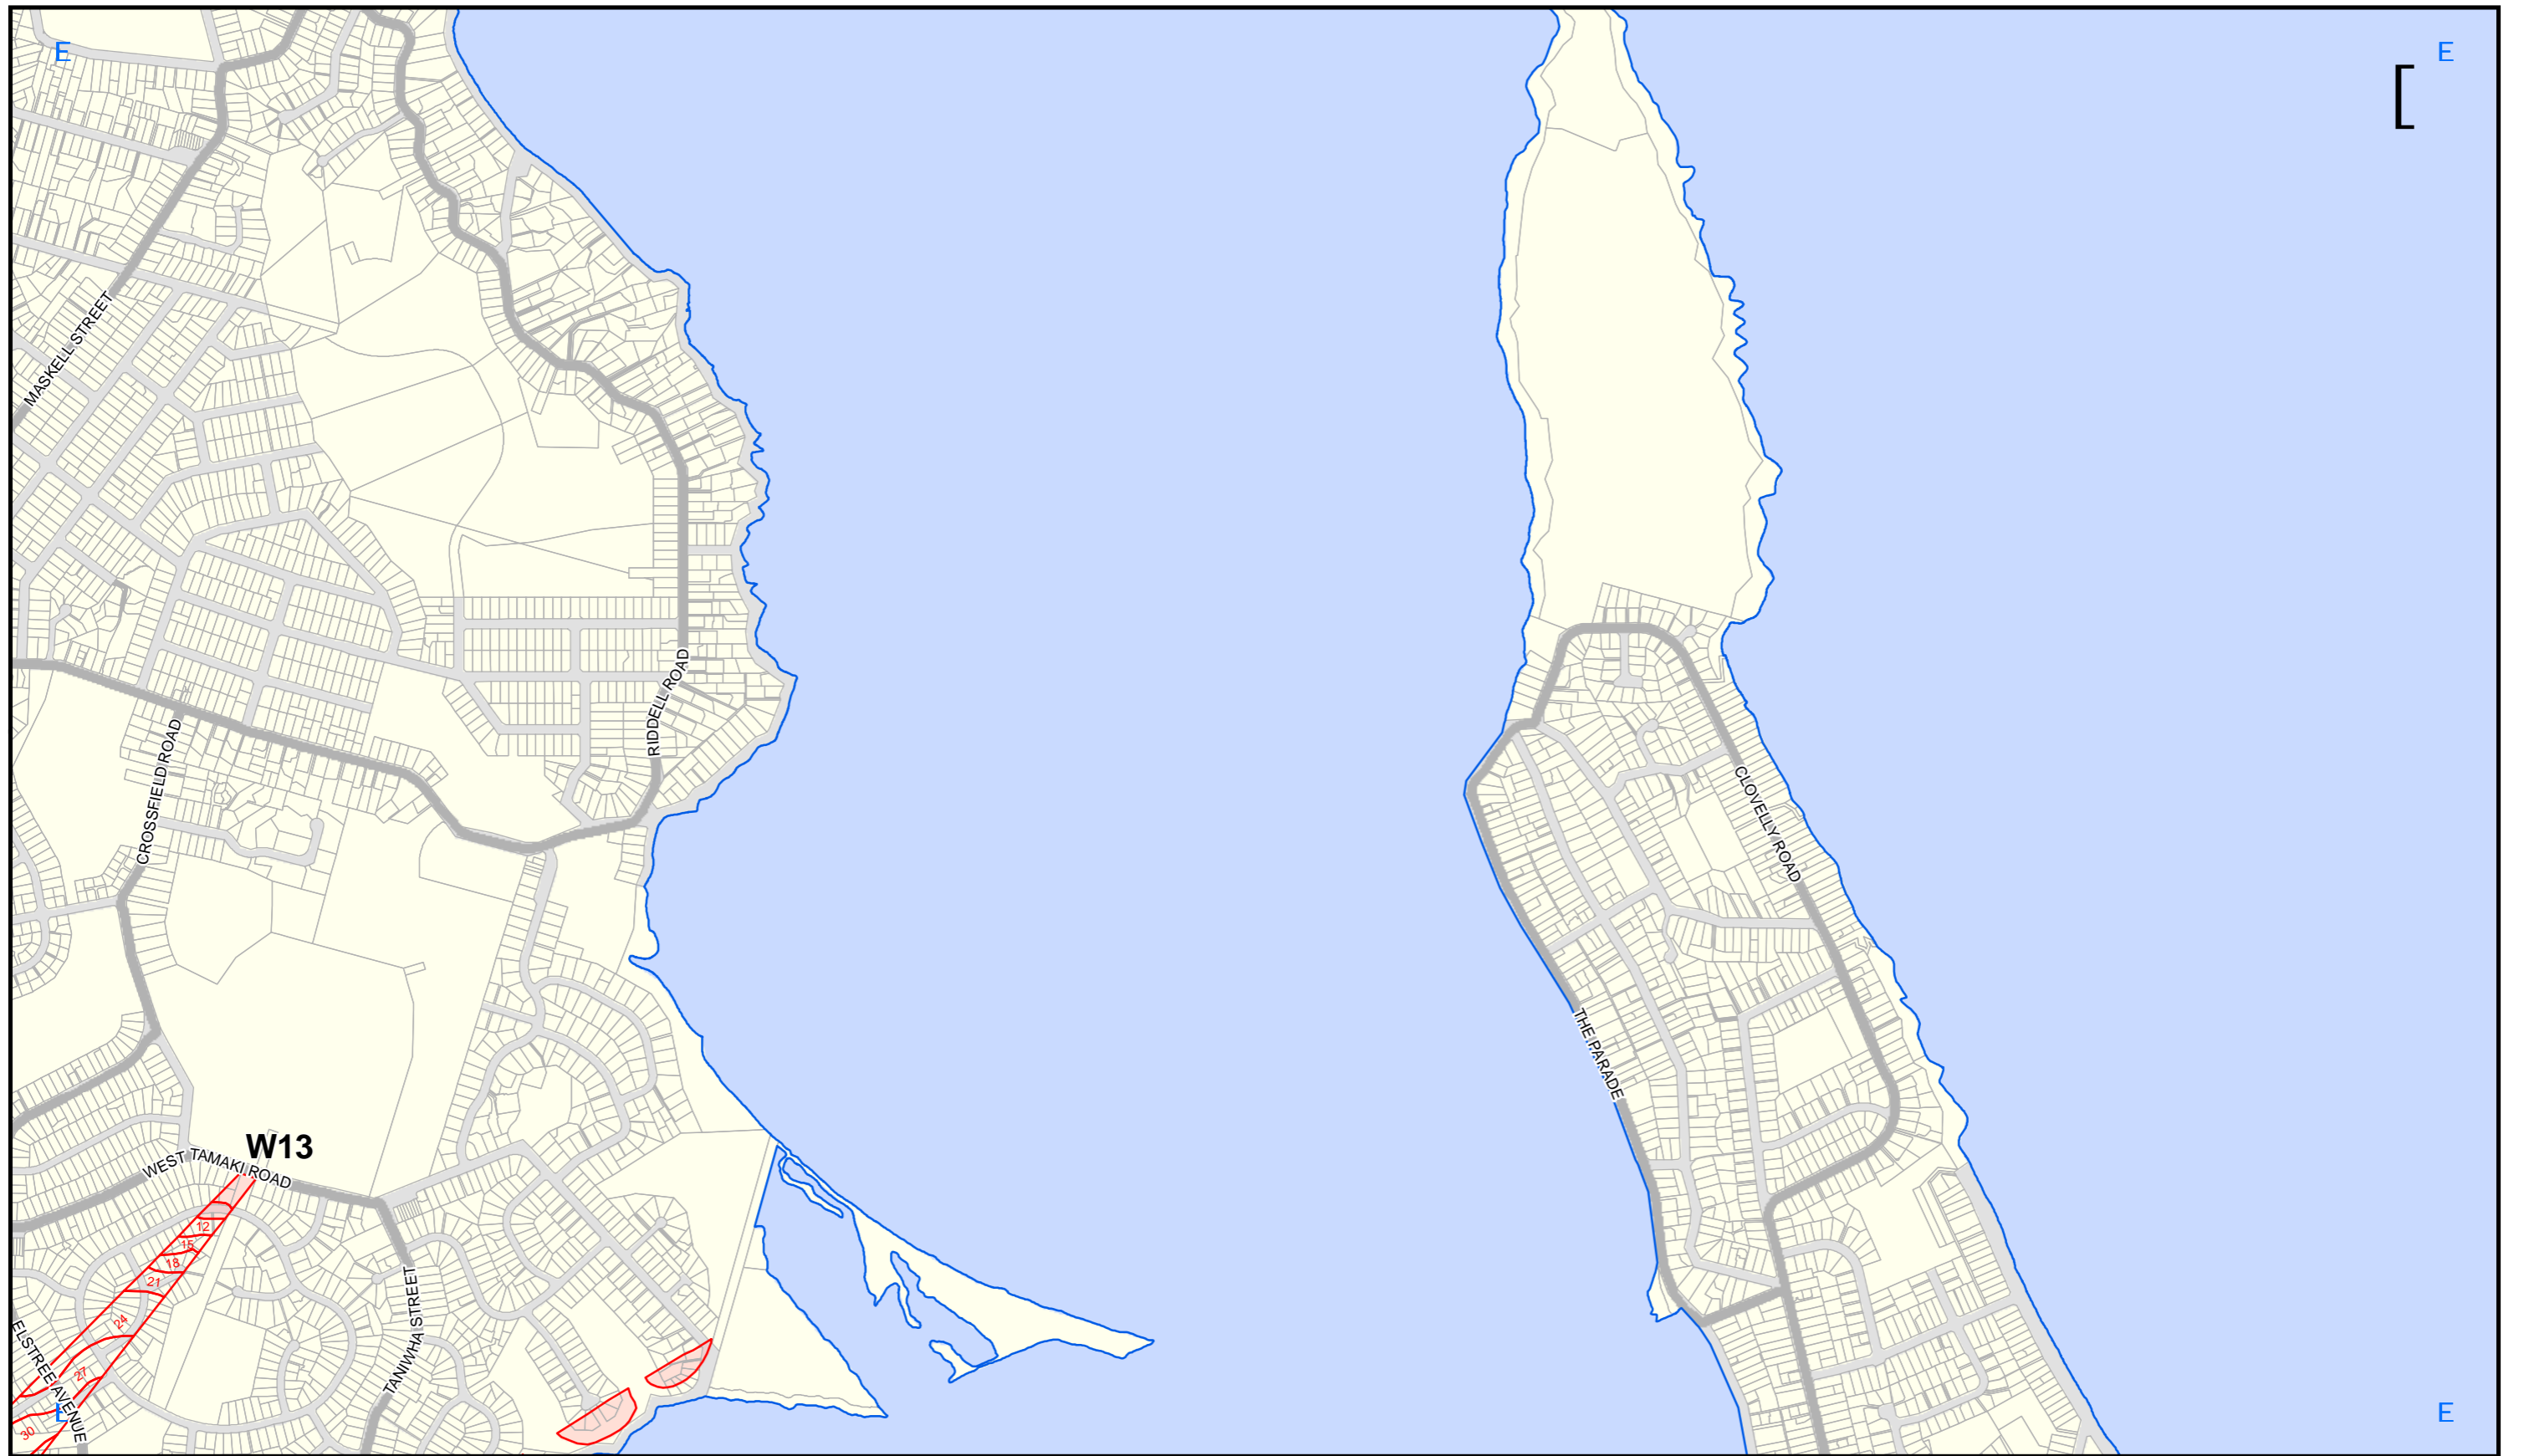 E
E
[
MASKELL STREET
RIDDELL ROAD
CROSSFIELD ROAD
CLOVELLY ROAD
THE PARADE
W13
WEST TAMAKI ROAD
12
15
18
21
24
27
30
ELSTREE AVENUE
TANIWHA STREET
E
E